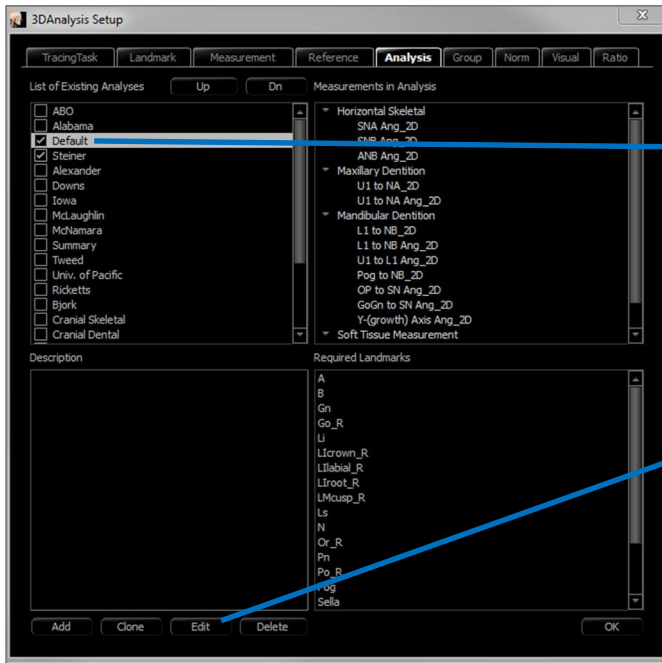 3DAnalysis Setup
TracingTask Landmark Measurement Reference Analysis Group Norm Visual Ratio
List of Existing Analyses Up Dn
ABO
Alabama
Default
Steiner
Alexander
Downs
Iowa
McLaughlin
McNamara
Summary
Tweed
Univ. of Pacific
Ricketts
Bjork
Cranial Skeletal
Cranial Dental
Measurements in Analysis
Horizontal Skeletal
SNA Ang_2D
SNB Ang_2D
ANB Ang_2D
Maxillary Dentition
U1 to NA_2D
U1 to NA Ang_2D
Mandibular Dentition
L1 to NB_2D
L1 to NB Ang_2D
U1 to L1 Ang_2D
Pog to NB_2D
OP to SN Ang_2D
GoGn to SN Ang_2D
Y-(growth) Axis Ang_2D
Soft Tissue Measurement
Description
Required Landmarks
A
B
Gn
Go_R
Li
LIcrown_R
LIlabial_R
LIroot_R
LMcusp_R
Ls
N
Or_R
Pn
Po_R
Pog
Sella
Add Clone Edit Delete OK